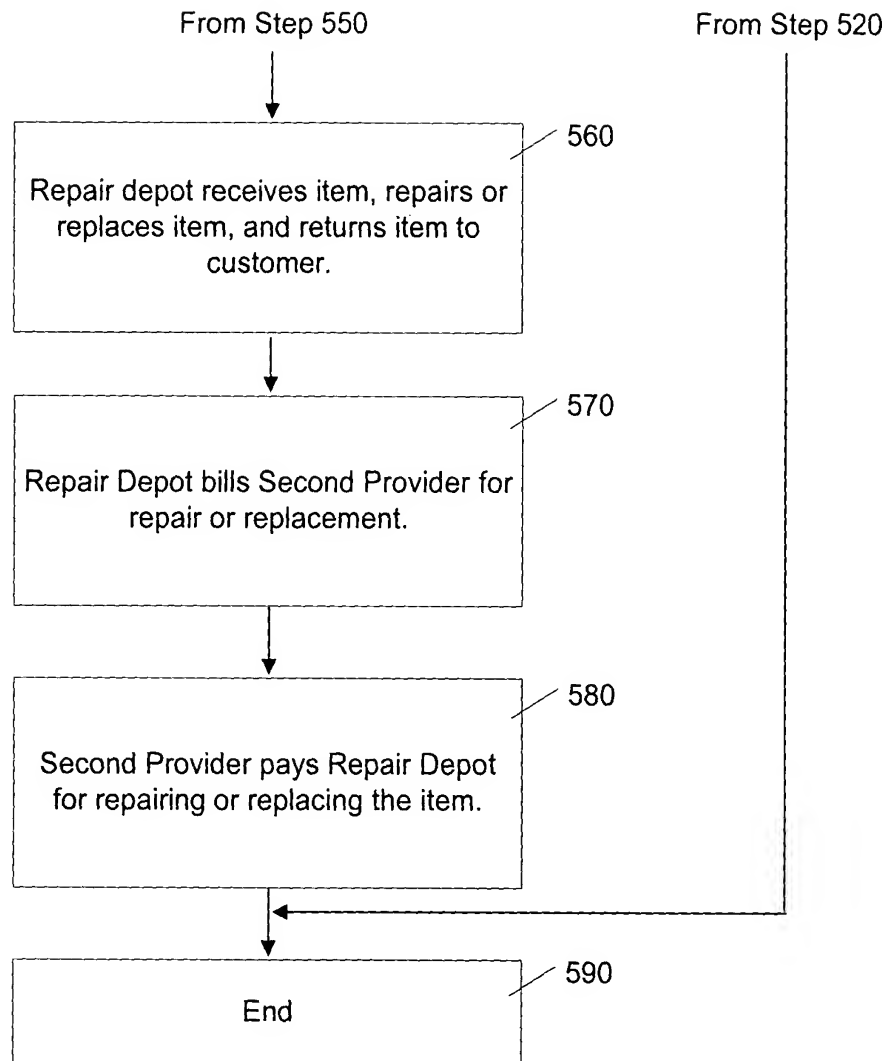 From Step 550
From Step 520
560
Repair depot receives item, repairs or
replaces item, and returns item to
customer.
570
Repair Depot bills Second Provider for
repair or replacement.
580
Second Provider pays Repair Depot
for repairing or replacing the item.
590
End